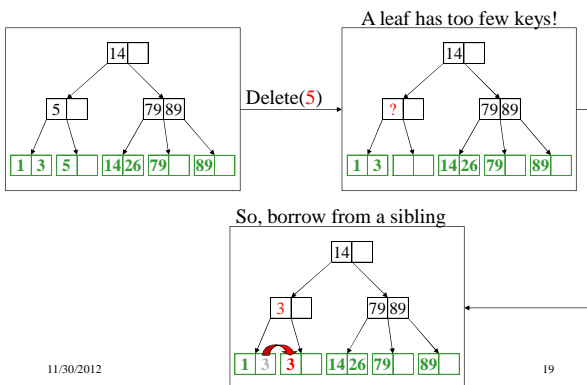 A leaf has too few keys!
14
14
5
79 89
Delete(5)
?
79 89
1 3 5 14 26 79 89
1 3 14 26 79 89
So, borrow from a sibling
14
3
79 89
1 3 3 14 26 79 89
11/30/2012
19